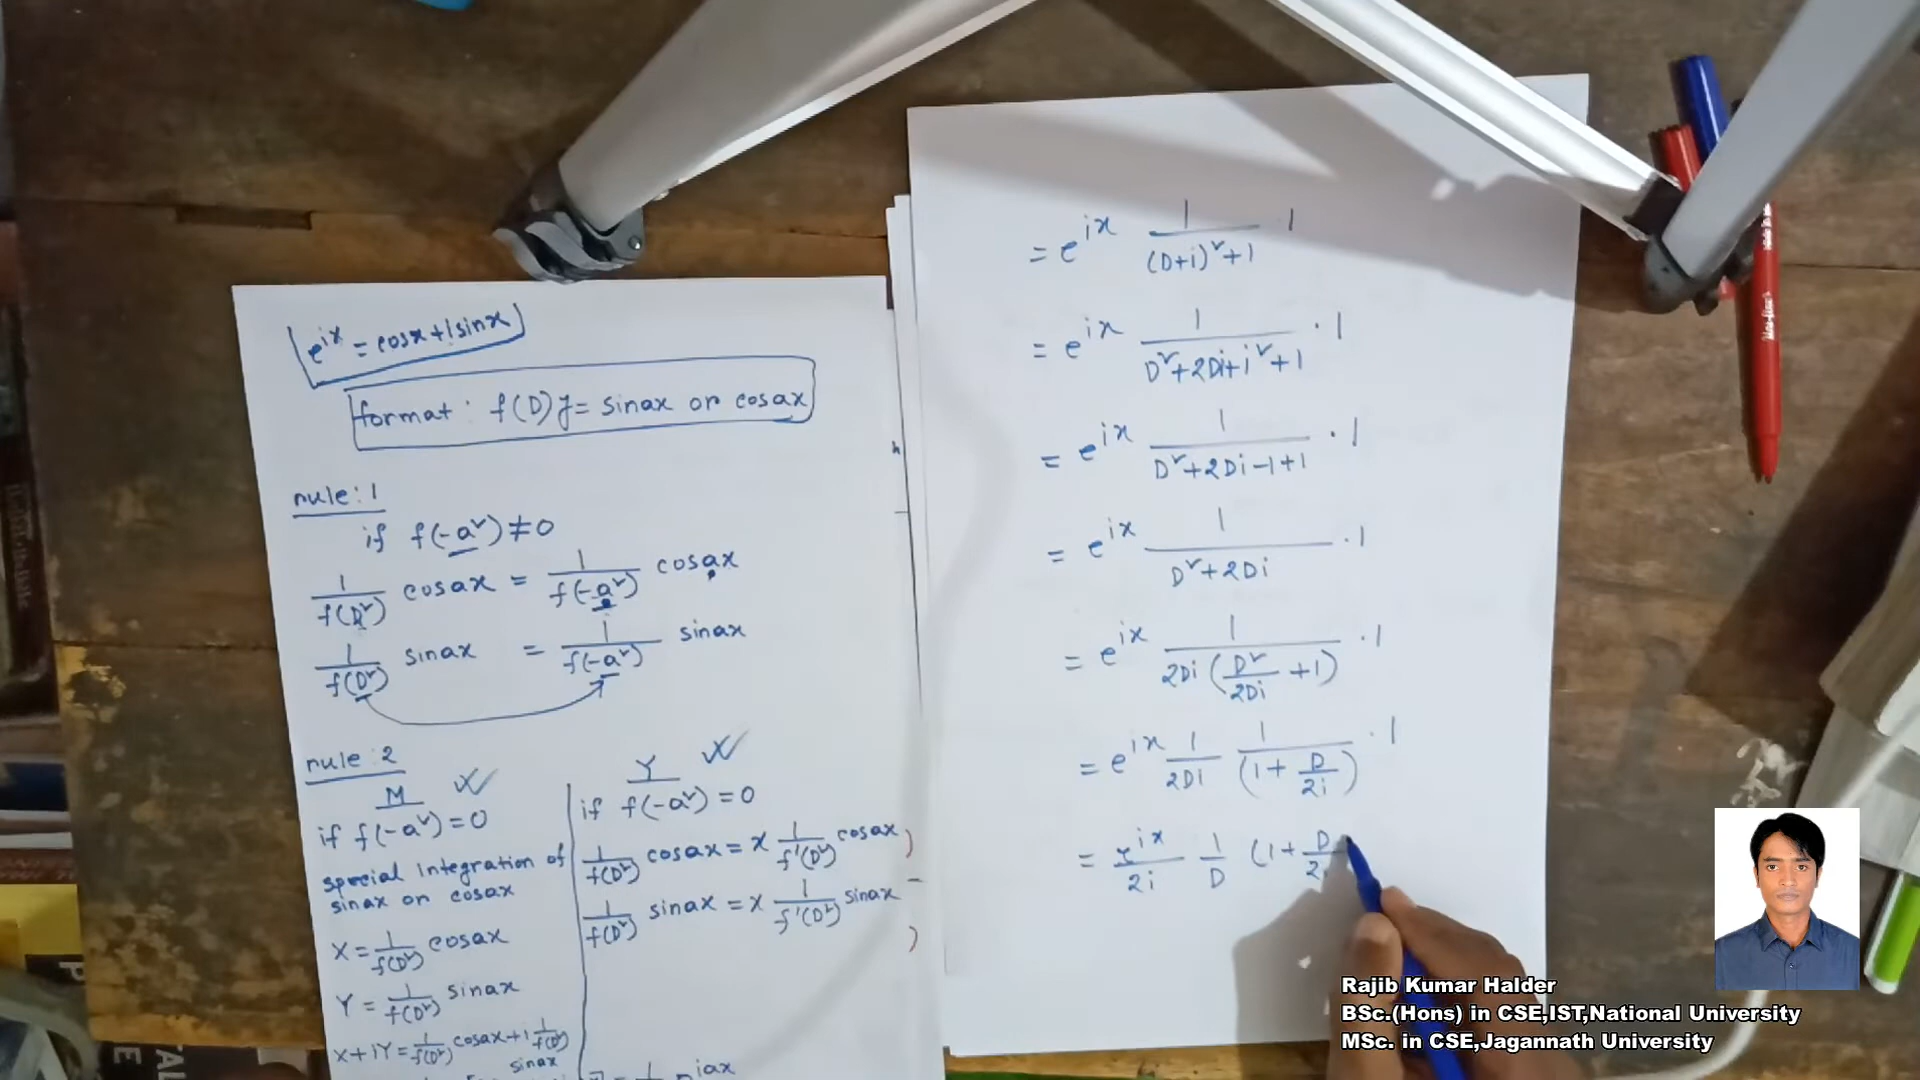 e^ix = cosx+isinx
format: f(D)y= sinax or cosax
rule:1
if f(-a²) ≠ 0
1/f(D²) cosax = 1/f(-a²) cosax
1/f(D²) sinax = 1/f(-a²) sinax
rule:2
M
if f(-a²) = 0
special integration of
sinax or cosax
X = 1/f(D²) cosax
Y = 1/f(D²) sinax
X+iY = 1/f(D²) cosax + i 1/f(D²)
sinax
Y
if f(-a²) = 0
1/f(D²) cosax = x 1/f'(D²) cosax
1/f(D²) sinax = x 1/f'(D²) sinax
= e^ix 1/((D+i)²+1) · 1
= e^ix 1/(D²+2Di+i²+1) · 1
= e^ix 1/(D²+2Di-1+1) · 1
= e^ix 1/(D²+2Di) · 1
= e^ix 1/(2Di (D²/2Di +1)) · 1
= e^ix 1/2Di 1/(1 + D/2i) · 1
= e^ix/2i 1/D (1+ D/2i
Rajib Kumar Halder
BSc.(Hons) in CSE,IST,National University
MSc. in CSE,Jagannath University